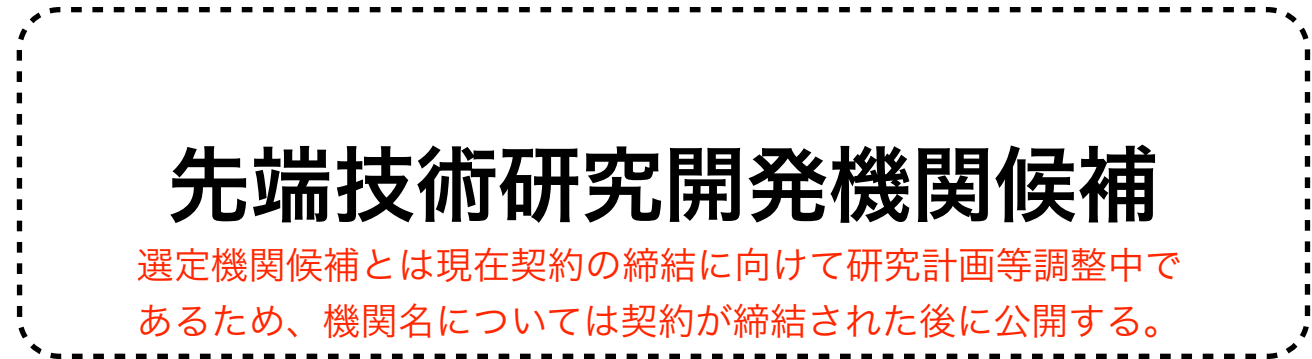 先端技術研究開発機関候補
選定機関候補とは現在契約の締結に向けて研究計画等調整中で
あるため、機関名については契約が締結された後に公開する。